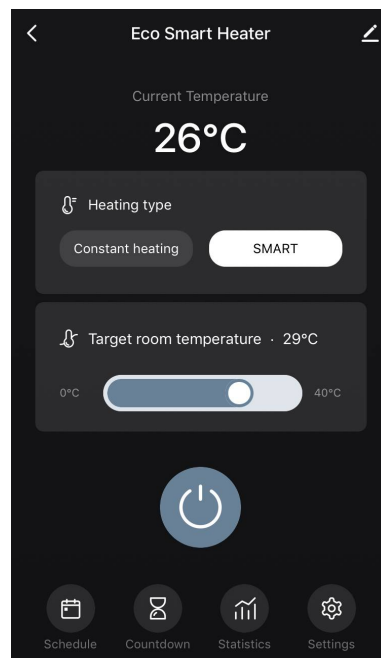 Eco Smart Heater
Current Temperature
26°C
Heating type
Constant heating
SMART
Target room temperature · 29°C
0°C
40°C
Schedule
Countdown
Statistics
Settings